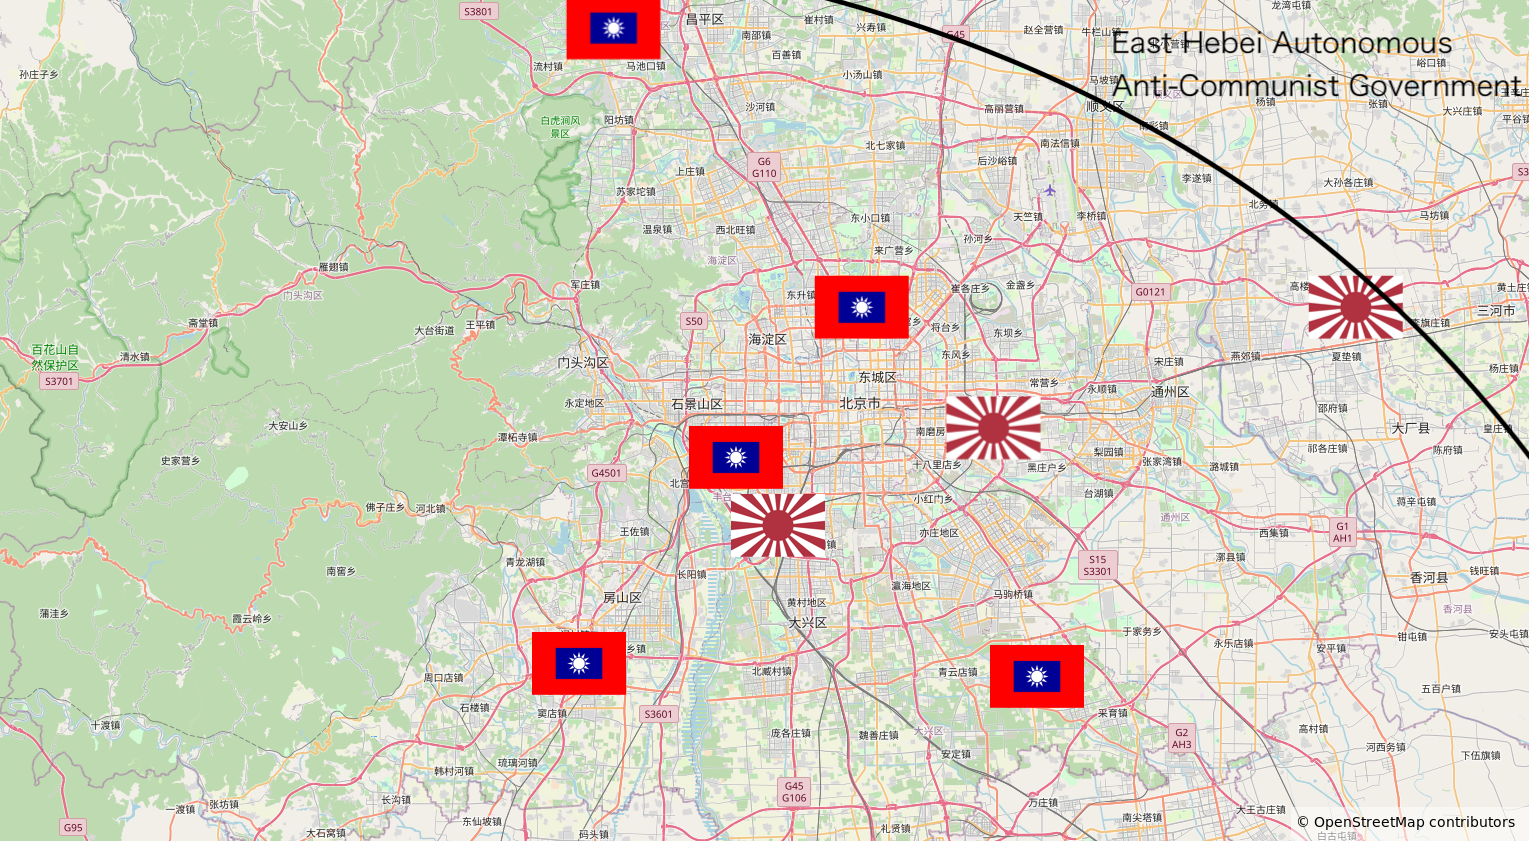 S3801
昌平区
崔村镇
龙湾屯镇
兴寿镇
赵全营镇
牛栏山镇
G45
南邵镇
East Hebei Autonomous
百善镇
峪口镇
流村镇
马池口镇
孙庄子乡
小汤山镇
马坡镇
Anti-Communist Government
沙河镇
高丽营镇
顺义区
杨镇
张镇
大兴庄镇
平谷镇
白虎涧风
景区
阳坊镇
南彩镇
北七家镇
南法信镇
后沙峪镇
G6
G110
上庄镇
李遂镇
大孙各庄镇
S3
苏家坨镇
北务镇
东小口镇
天竺镇
李桥镇
马坊镇
温泉镇
西北旺镇
孙河乡
来广营乡
海淀区
雁翅镇
军庄镇
门头沟区
东升镇
崔各庄乡
金盏乡
G0121
高楼
黄土庄镇
斋堂镇
S50
大台街道
王平镇
将台乡
东坝乡
李旗庄镇
三河市
百花山自
然保护区
清水镇
海淀区
门头沟区
东风乡
宋庄镇
燕郊镇
夏垫镇
杨庄镇
S3701
东城区
常营乡
永顺镇
通州区
永定地区
石景山区
北京市
邵府镇
大安山乡
潭柘寺镇
南磨房
大厂县
皇庄镇
史家营乡
G4501
北宫
十八里店乡
黑庄户乡
梨园镇
张家湾镇
潞城镇
祁各庄镇
陈府镇
丰台
佛子庄乡
河北镇
小红门乡
台湖镇
蒋辛屯镇
通州区
王佐镇
镇
亦庄地区
西集镇
G1
AH1
青龙湖镇
南窖乡
长阳镇
S15
S3301
漷县镇
钱旺镇
香河县
房山区
瀛海地区
马驹桥镇
黄村地区
大兴区
香河县
蒲洼乡
霞云岭乡
于家务乡
永乐店镇
钳屯镇
安头屯镇
乡镇
安平镇
周口店镇
北臧村镇
青云店镇
五百户镇
石楼镇
窦店镇
S3601
采育镇
十渡镇
庞各庄镇
魏善庄镇
大兴区
G2
AH3
高村镇
河西务镇
安定镇
下伍旗镇
琉璃河镇
韩村河镇
G45
G106
长沟镇
张坊镇
一渡镇
万庄镇
大王古庄镇
G95
大石窝镇
东仙坡镇
码头镇
礼贤镇
南尖塔镇
© OpenStreetMap contributors
白古屯镇